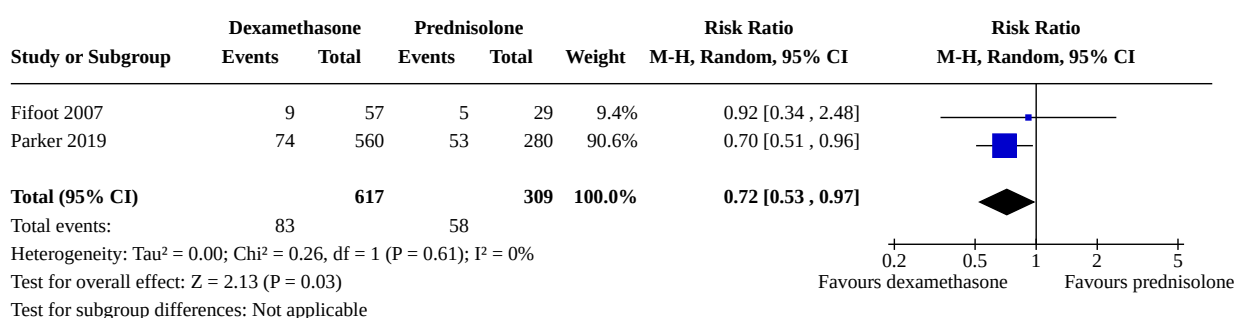 Dexamethasone Prednisolone Risk Ratio Risk Ratio
Study or Subgroup Events Total Events Total Weight M-H, Random, 95% CI M-H, Random, 95% CI
Fifoot 2007 9 57 5 29 9.4% 0.92 [0.34 , 2.48]
Parker 2019 74 560 53 280 90.6% 0.70 [0.51 , 0.96]
Total (95% CI) 617 309 100.0% 0.72 [0.53 , 0.97]
Total events: 83 58
Heterogeneity: Tau² = 0.00; Chi² = 0.26, df = 1 (P = 0.61); I² = 0%
0.2 0.5 1 2 5
Test for overall effect: Z = 2.13 (P = 0.03) Favours dexamethasone Favours prednisolone
Test for subgroup differences: Not applicable